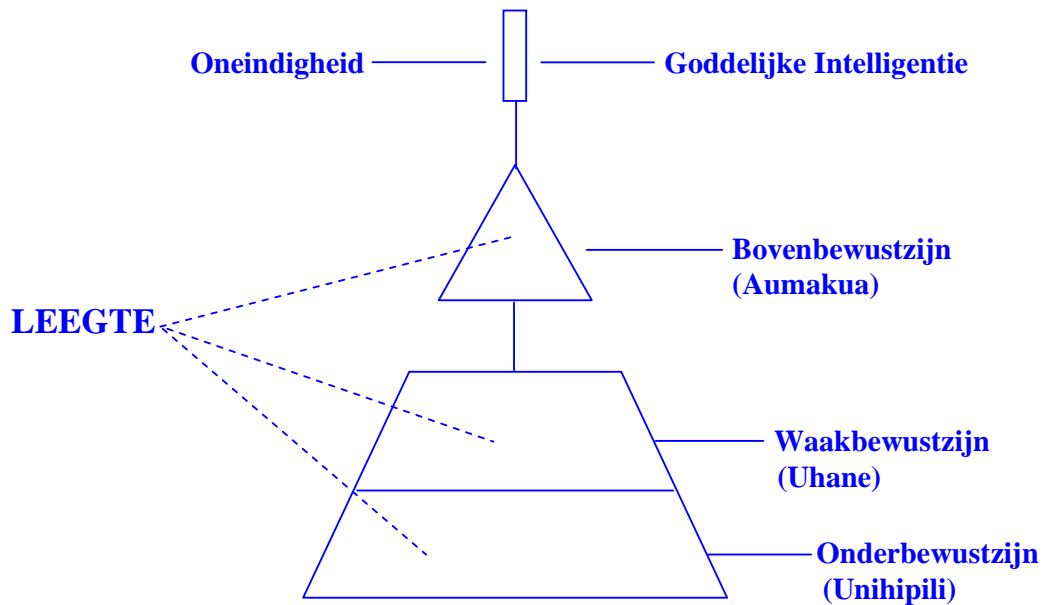 Oneindigheid
Goddelijke Intelligentie
Bovenbewustzijn
(Aumakua)
LEEGTE
Waakbewustzijn
(Uhane)
Onderbewustzijn
(Unihipili)